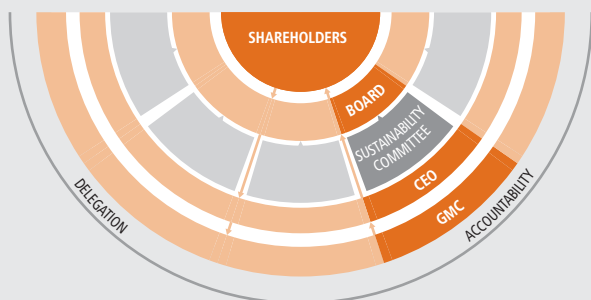 SHAREHOLDERS
BOARD
SUSTAINABILITY
COMMITTEE
CEO
GMC
DELEGATION
ACCOUNTABILITY